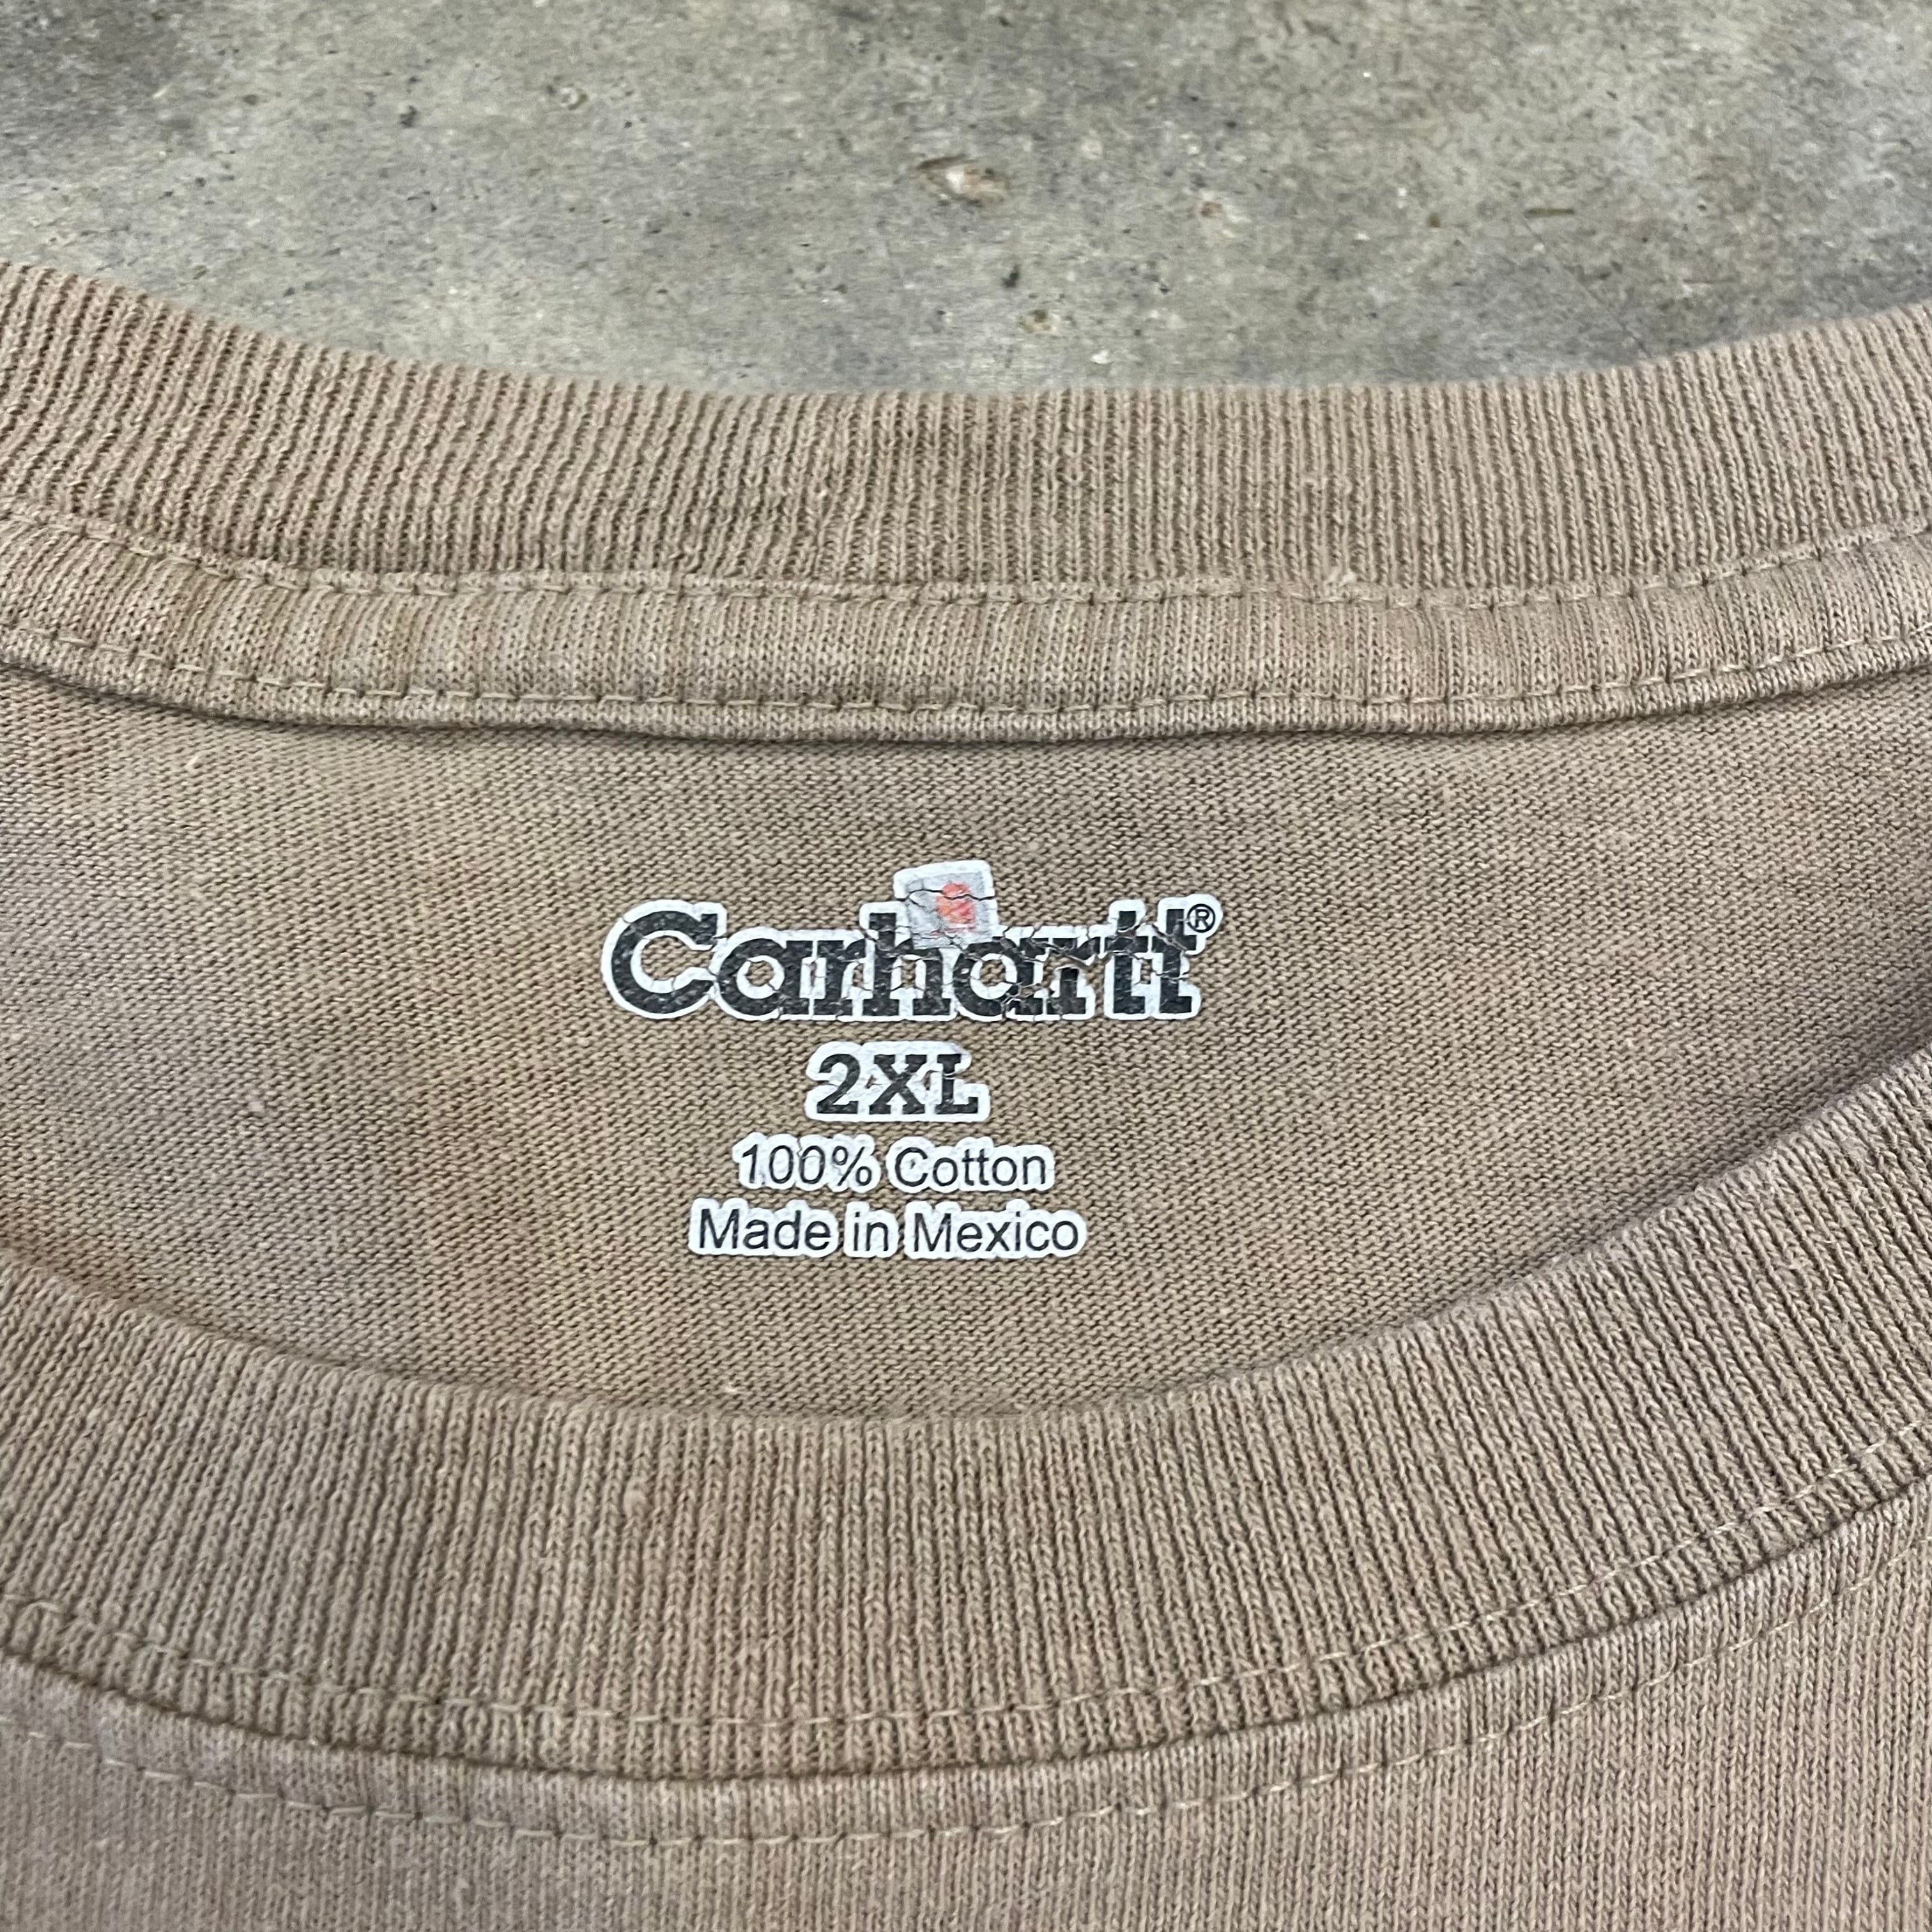 Carhartt®
2XL
100% Cotton
Made in Mexico